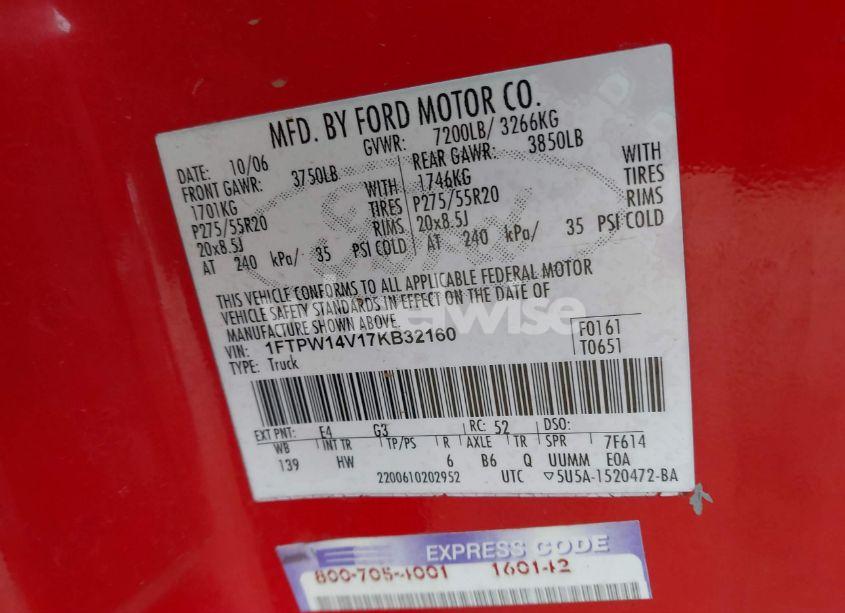 MFD. BY FORD MOTOR CO.
DATE: 10/06 GVWR: 7200LB/ 3266KG
FRONT GAWR: 3750LB REAR GAWR: 3850LB
1701KG WITH 1746KG WITH
P275/55R20 TIRES P275/55R20 TIRES
20x8.5J RIMS 20x8.5J RIMS
AT 240 kPa/ 35 PSI COLD AT 240 kPa/ 35 PSI COLD
THIS VEHICLE CONFORMS TO ALL APPLICABLE FEDERAL MOTOR
VEHICLE SAFETY STANDARDS IN EFFECT ON THE DATE OF
MANUFACTURE SHOWN ABOVE.
VIN: 1FTPW14V17KB32160 F0161
TYPE: Truck T0651
EXT PNT: E4 G3 RC: 52 DSO:
WB INT TR TP/PS R AXLE TR SPR 7F614
139 HW 6 B6 Q UUMM EOA
2200610202952 UTC ▽5U5A-1520472-BA
EXPRESS CODE
800-705-4001 160142